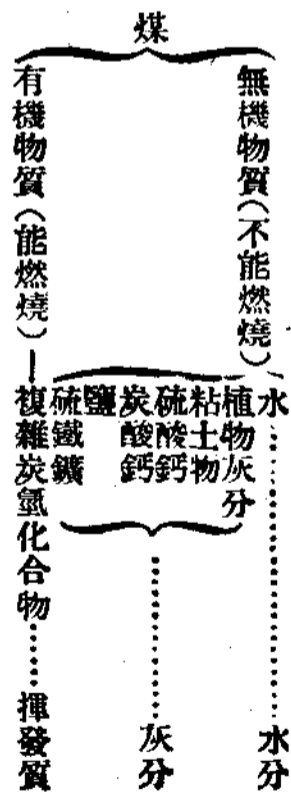 煤
無機物質(不能燃燒)
水……水分
植物灰分
粘土物
硫酸鈣
炭酸鈣
鹽
硫鐵鑛
……灰分
有機物質(能燃燒)—複雜炭氫化合物……揮發質